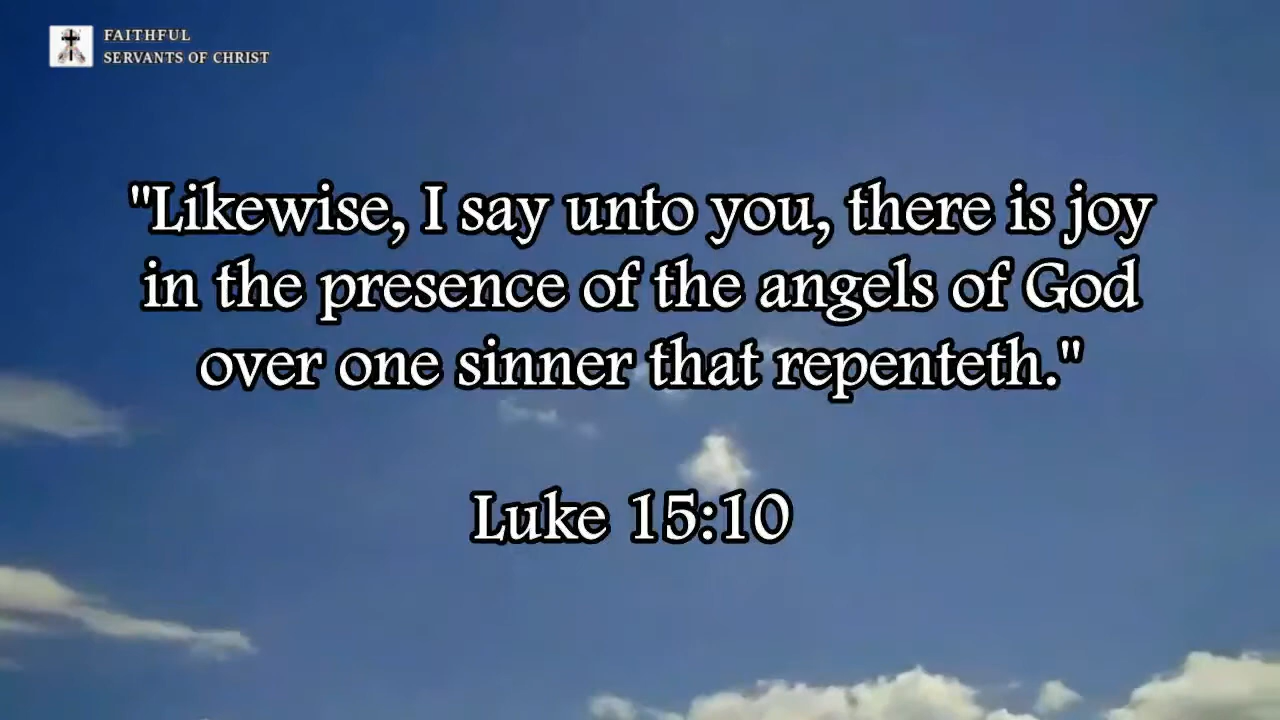 FAITHFUL
SERVANTS OF CHRIST
"Likewise, I say unto you, there is joy
in the presence of the angels of God
over one sinner that repenteth."
Luke 15:10